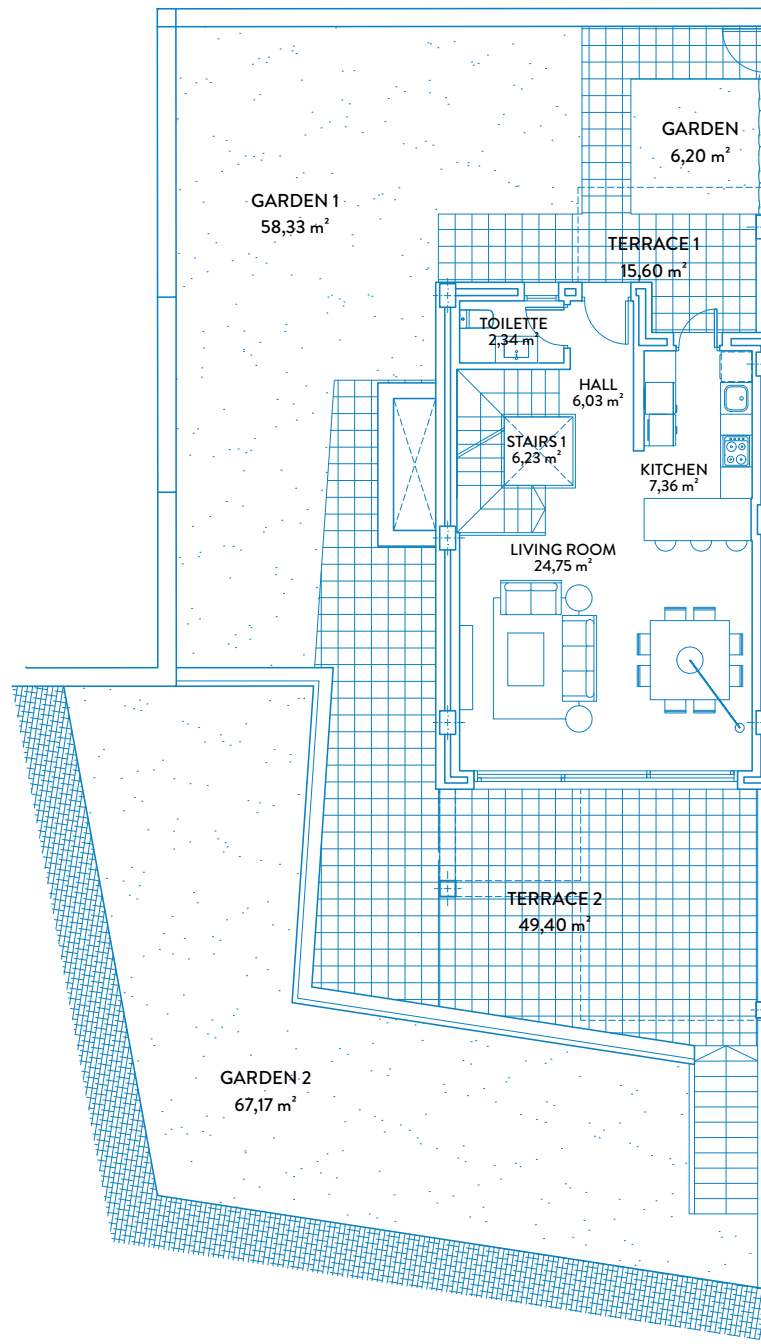 GARDEN
6,20 m²
GARDEN 1
58,33 m²
TERRACE 1
15,60 m²
TOILETTE
2,34 m²
HALL
6,03 m²
STAIRS 1
6,23 m²
KITCHEN
7,36 m²
LIVING ROOM
24,75 m²
TERRACE 2
49,40 m²
GARDEN 2
67,17 m²